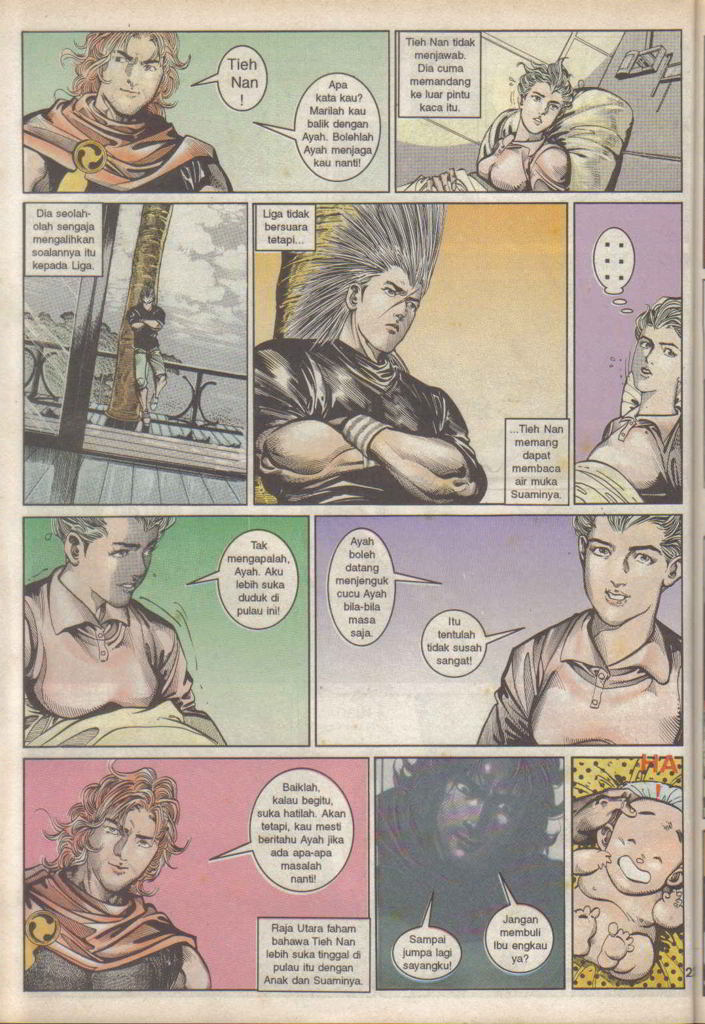 Tieh
Nan
!
Apa
kata kau?
Marilah kau
balik dengan
Ayah. Bolehlah
Ayah menjaga
kau nanti!
Tieh Nan tidak
menjawab.
Dia cuma
memandang
ke luar pintu
kaca itu.
Dia seolah-
olah sengaja
mengalihkan
soalannya itu
kepada Liga.
Liga tidak
bersuara
tetapi...
...Tieh Nan
memang
dapat
membaca
air muka
Suaminya.
Tak
mengapalah,
Ayah. Aku
lebih suka
duduk di
pulau ini!
Ayah
boleh
datang
menjenguk
cucu Ayah
bila-bila
masa
saja.
Itu
tentulah
tidak susah
sangat!
Baiklah,
kalau begitu,
suka hatilah. Akan
tetapi, kau mesti
beritahu Ayah jika
ada apa-apa
masalah
nanti!
Raja Utara faham
bahawa Tieh Nan
lebih suka tinggal di
pulau itu dengan
Anak dan Suaminya.
Sampai
jumpa lagi
sayangku!
Jangan
membuli
Ibu engkau
ya?
HA
!
2